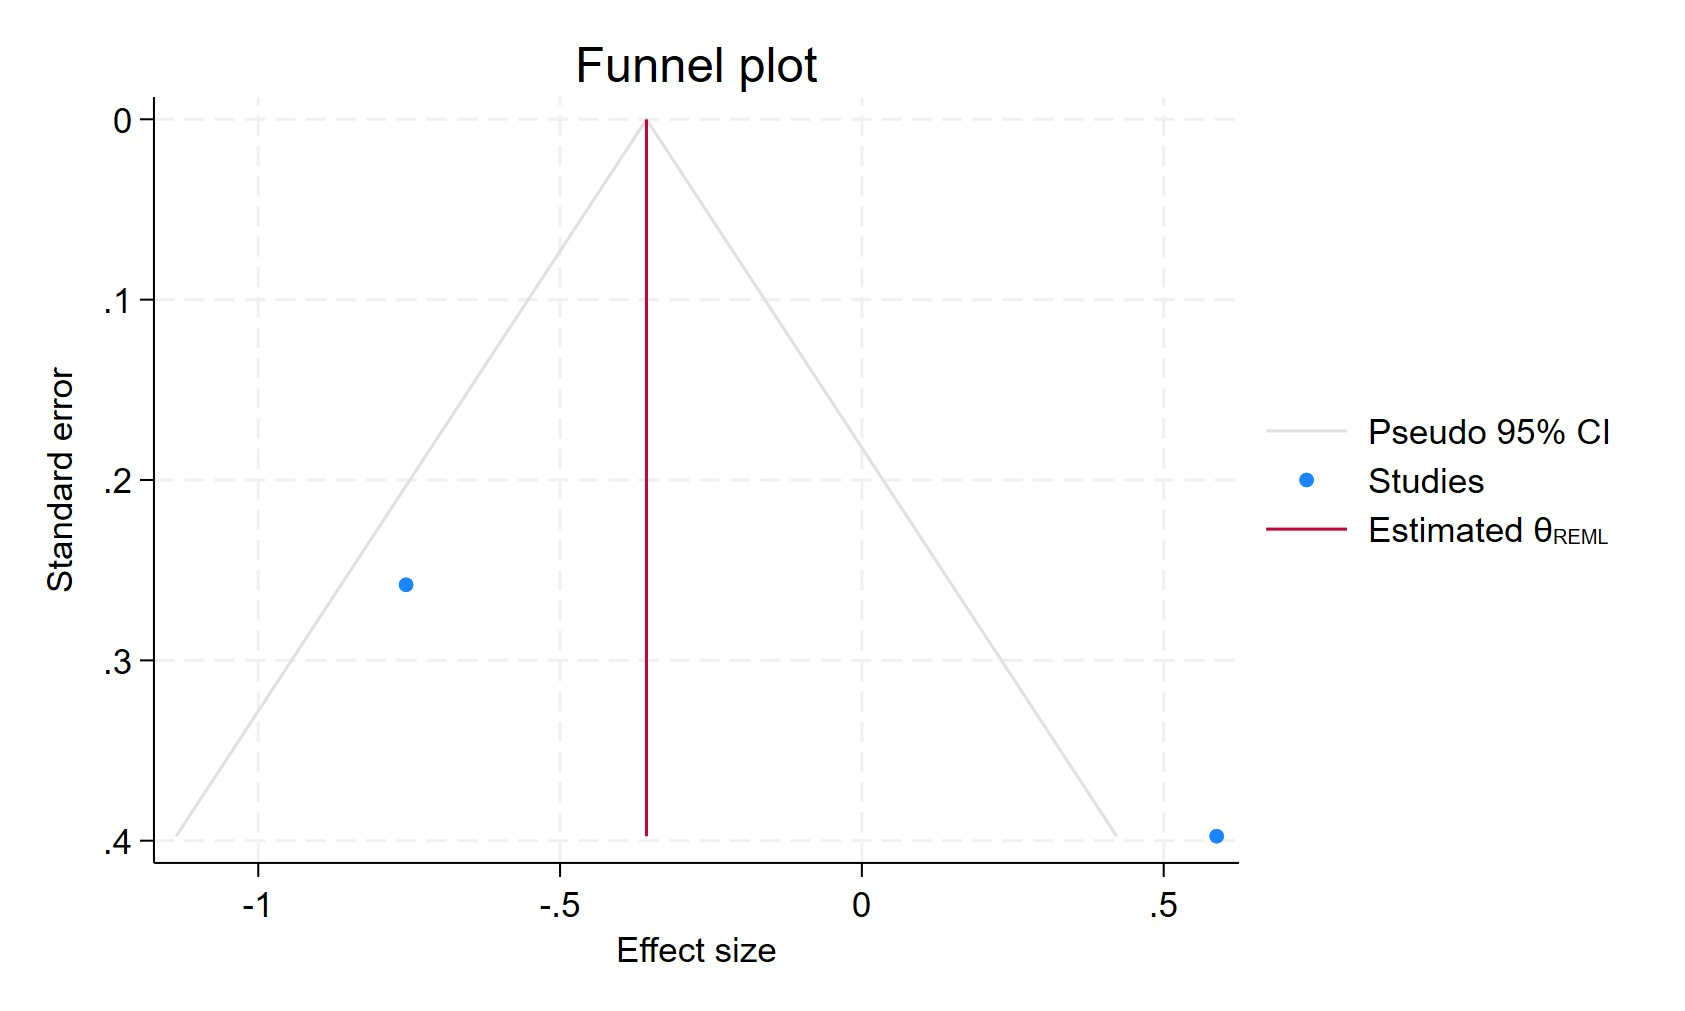 Funnel plot
0
.1
.2
.3
.4
Standard error
-1
-.5
0
.5
Effect size
Pseudo 95% CI
Studies
Estimated θREML